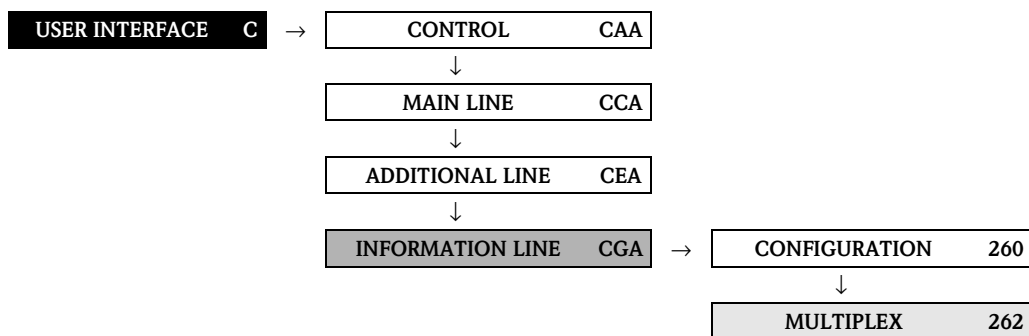 USER INTERFACE C → CONTROL CAA
↓
MAIN LINE CCA
↓
ADDITIONAL LINE CEA
↓
INFORMATION LINE CGA → CONFIGURATION 260
↓
MULTIPLEX 262